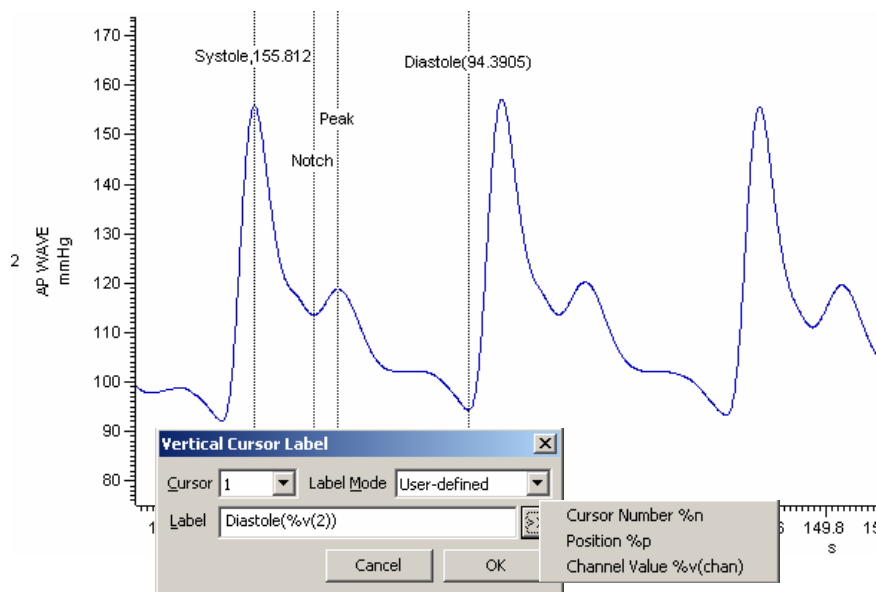 170
Systole,155.812
Diastole(94.3905)
160
150
Peak
Notch
140
130
2
AP WAVE
mmHg
120
110
100
90
80
Vertical Cursor Label
Cursor 1 Label Mode User-defined
Label Diastole(%v(2)) >>
Cancel OK
Cursor Number %n
Position %p
Channel Value %v(chan)
149.8
s